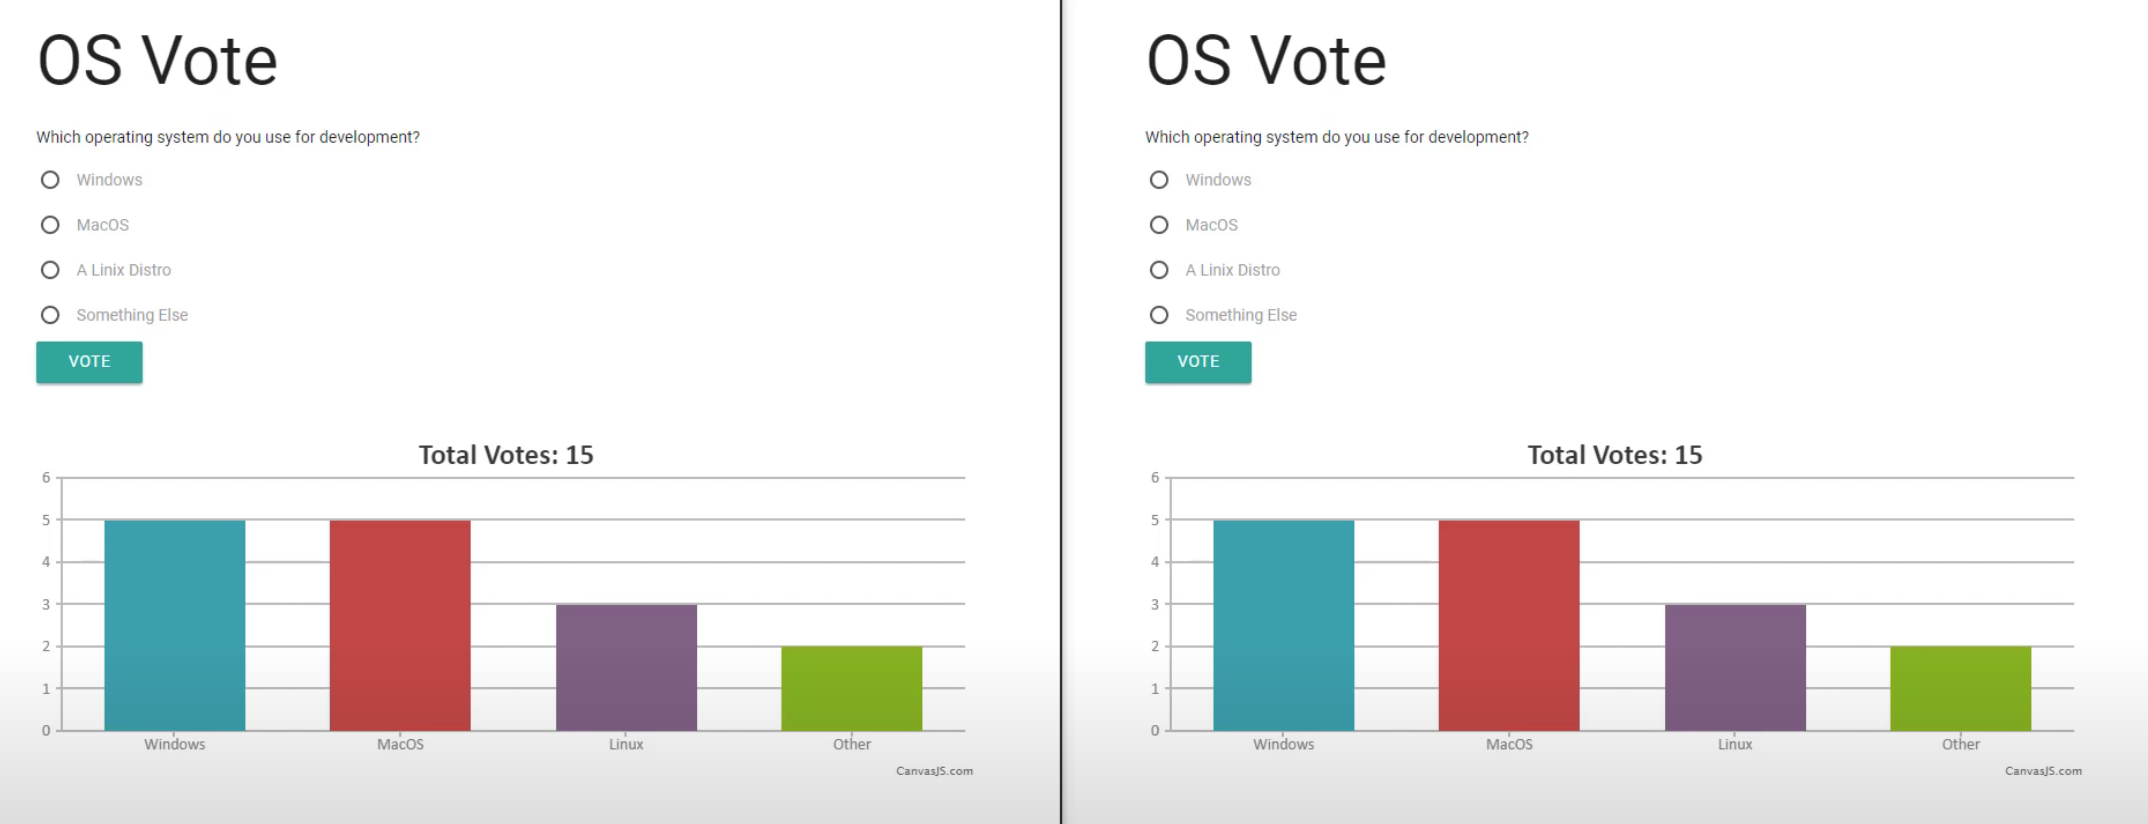 OS Vote
Which operating system do you use for development?
Windows
MacOS
A Linix Distro
Something Else
VOTE
Total Votes: 15
6
5
4
3
2
1
0
Windows MacOS Linux Other
CanvasJS.com
OS Vote
Which operating system do you use for development?
Windows
MacOS
A Linix Distro
Something Else
VOTE
Total Votes: 15
6
5
4
3
2
1
0
Windows MacOS Linux Other
CanvasJS.com